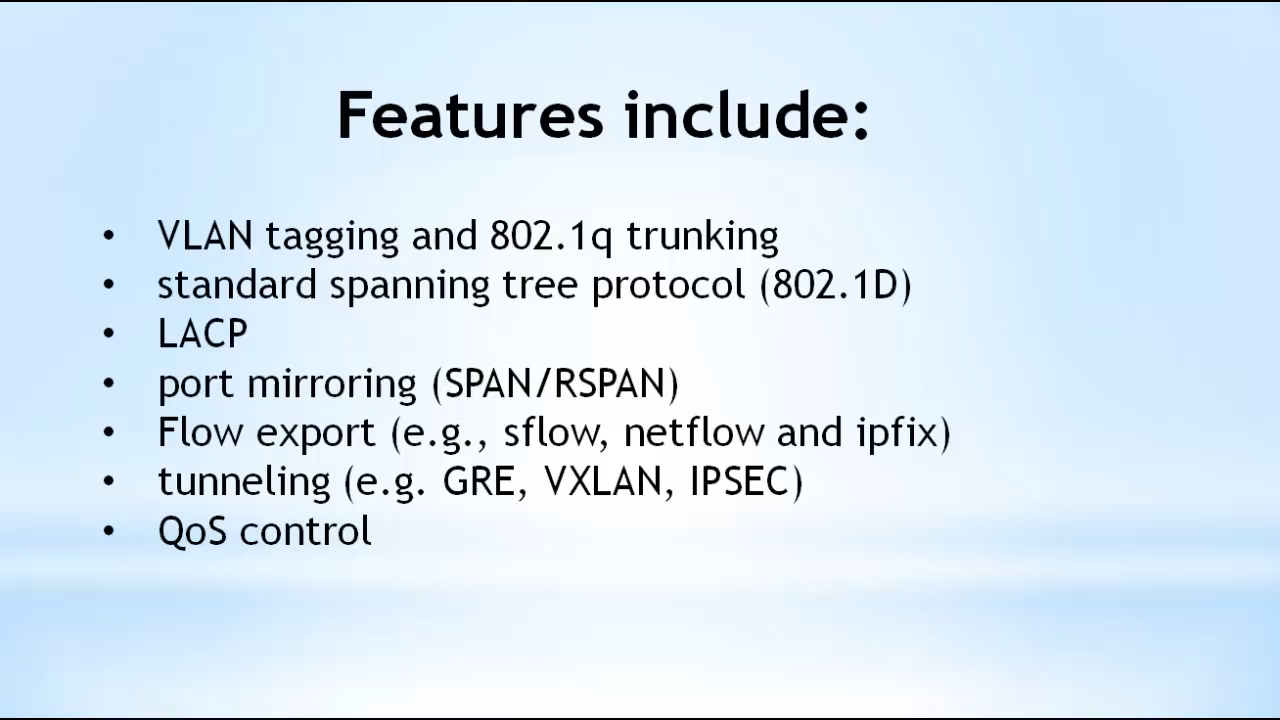 Features include:
• VLAN tagging and 802.1q trunking
• standard spanning tree protocol (802.1D)
• LACP
• port mirroring (SPAN/RSPAN)
• Flow export (e.g., sflow, netflow and ipfix)
• tunneling (e.g. GRE, VXLAN, IPSEC)
• QoS control